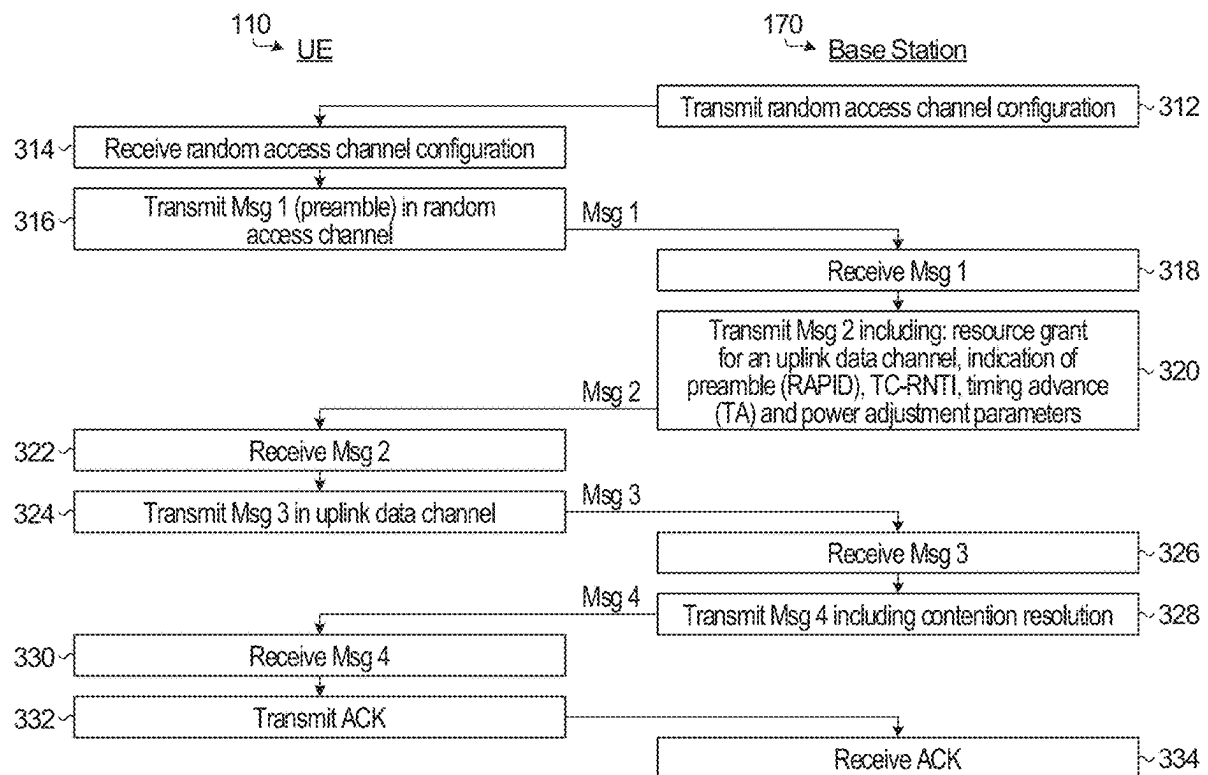 110
UE
170
Base Station
Transmit random access channel configuration
312
314
Receive random access channel configuration
316
Transmit Msg 1 (preamble) in random
access channel
Msg 1
Receive Msg 1
318
Transmit Msg 2 including: resource grant
for an uplink data channel, indication of
preamble (RAPID), TC-RNTI, timing advance
(TA) and power adjustment parameters
320
Msg 2
322
Receive Msg 2
324
Transmit Msg 3 in uplink data channel
Msg 3
Receive Msg 3
326
Msg 4
Transmit Msg 4 including contention resolution
328
330
Receive Msg 4
332
Transmit ACK
Receive ACK
334